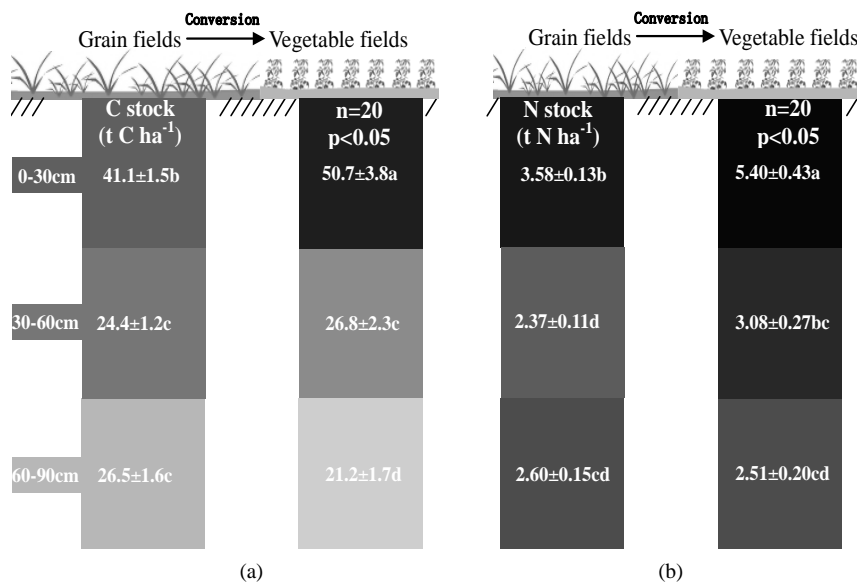 Conversion
Grain fields Vegetable fields
C stock
(t C ha-1)
n=20
p<0.05
0-30cm
41.1±1.5b
50.7±3.8a
30-60cm
24.4±1.2c
26.8±2.3c
60-90cm
26.5±1.6c
21.2±1.7d
(a)
Conversion
Grain fields Vegetable fields
N stock
(t N ha-1)
n=20
p<0.05
3.58±0.13b
5.40±0.43a
2.37±0.11d
3.08±0.27bc
2.60±0.15cd
2.51±0.20cd
(b)